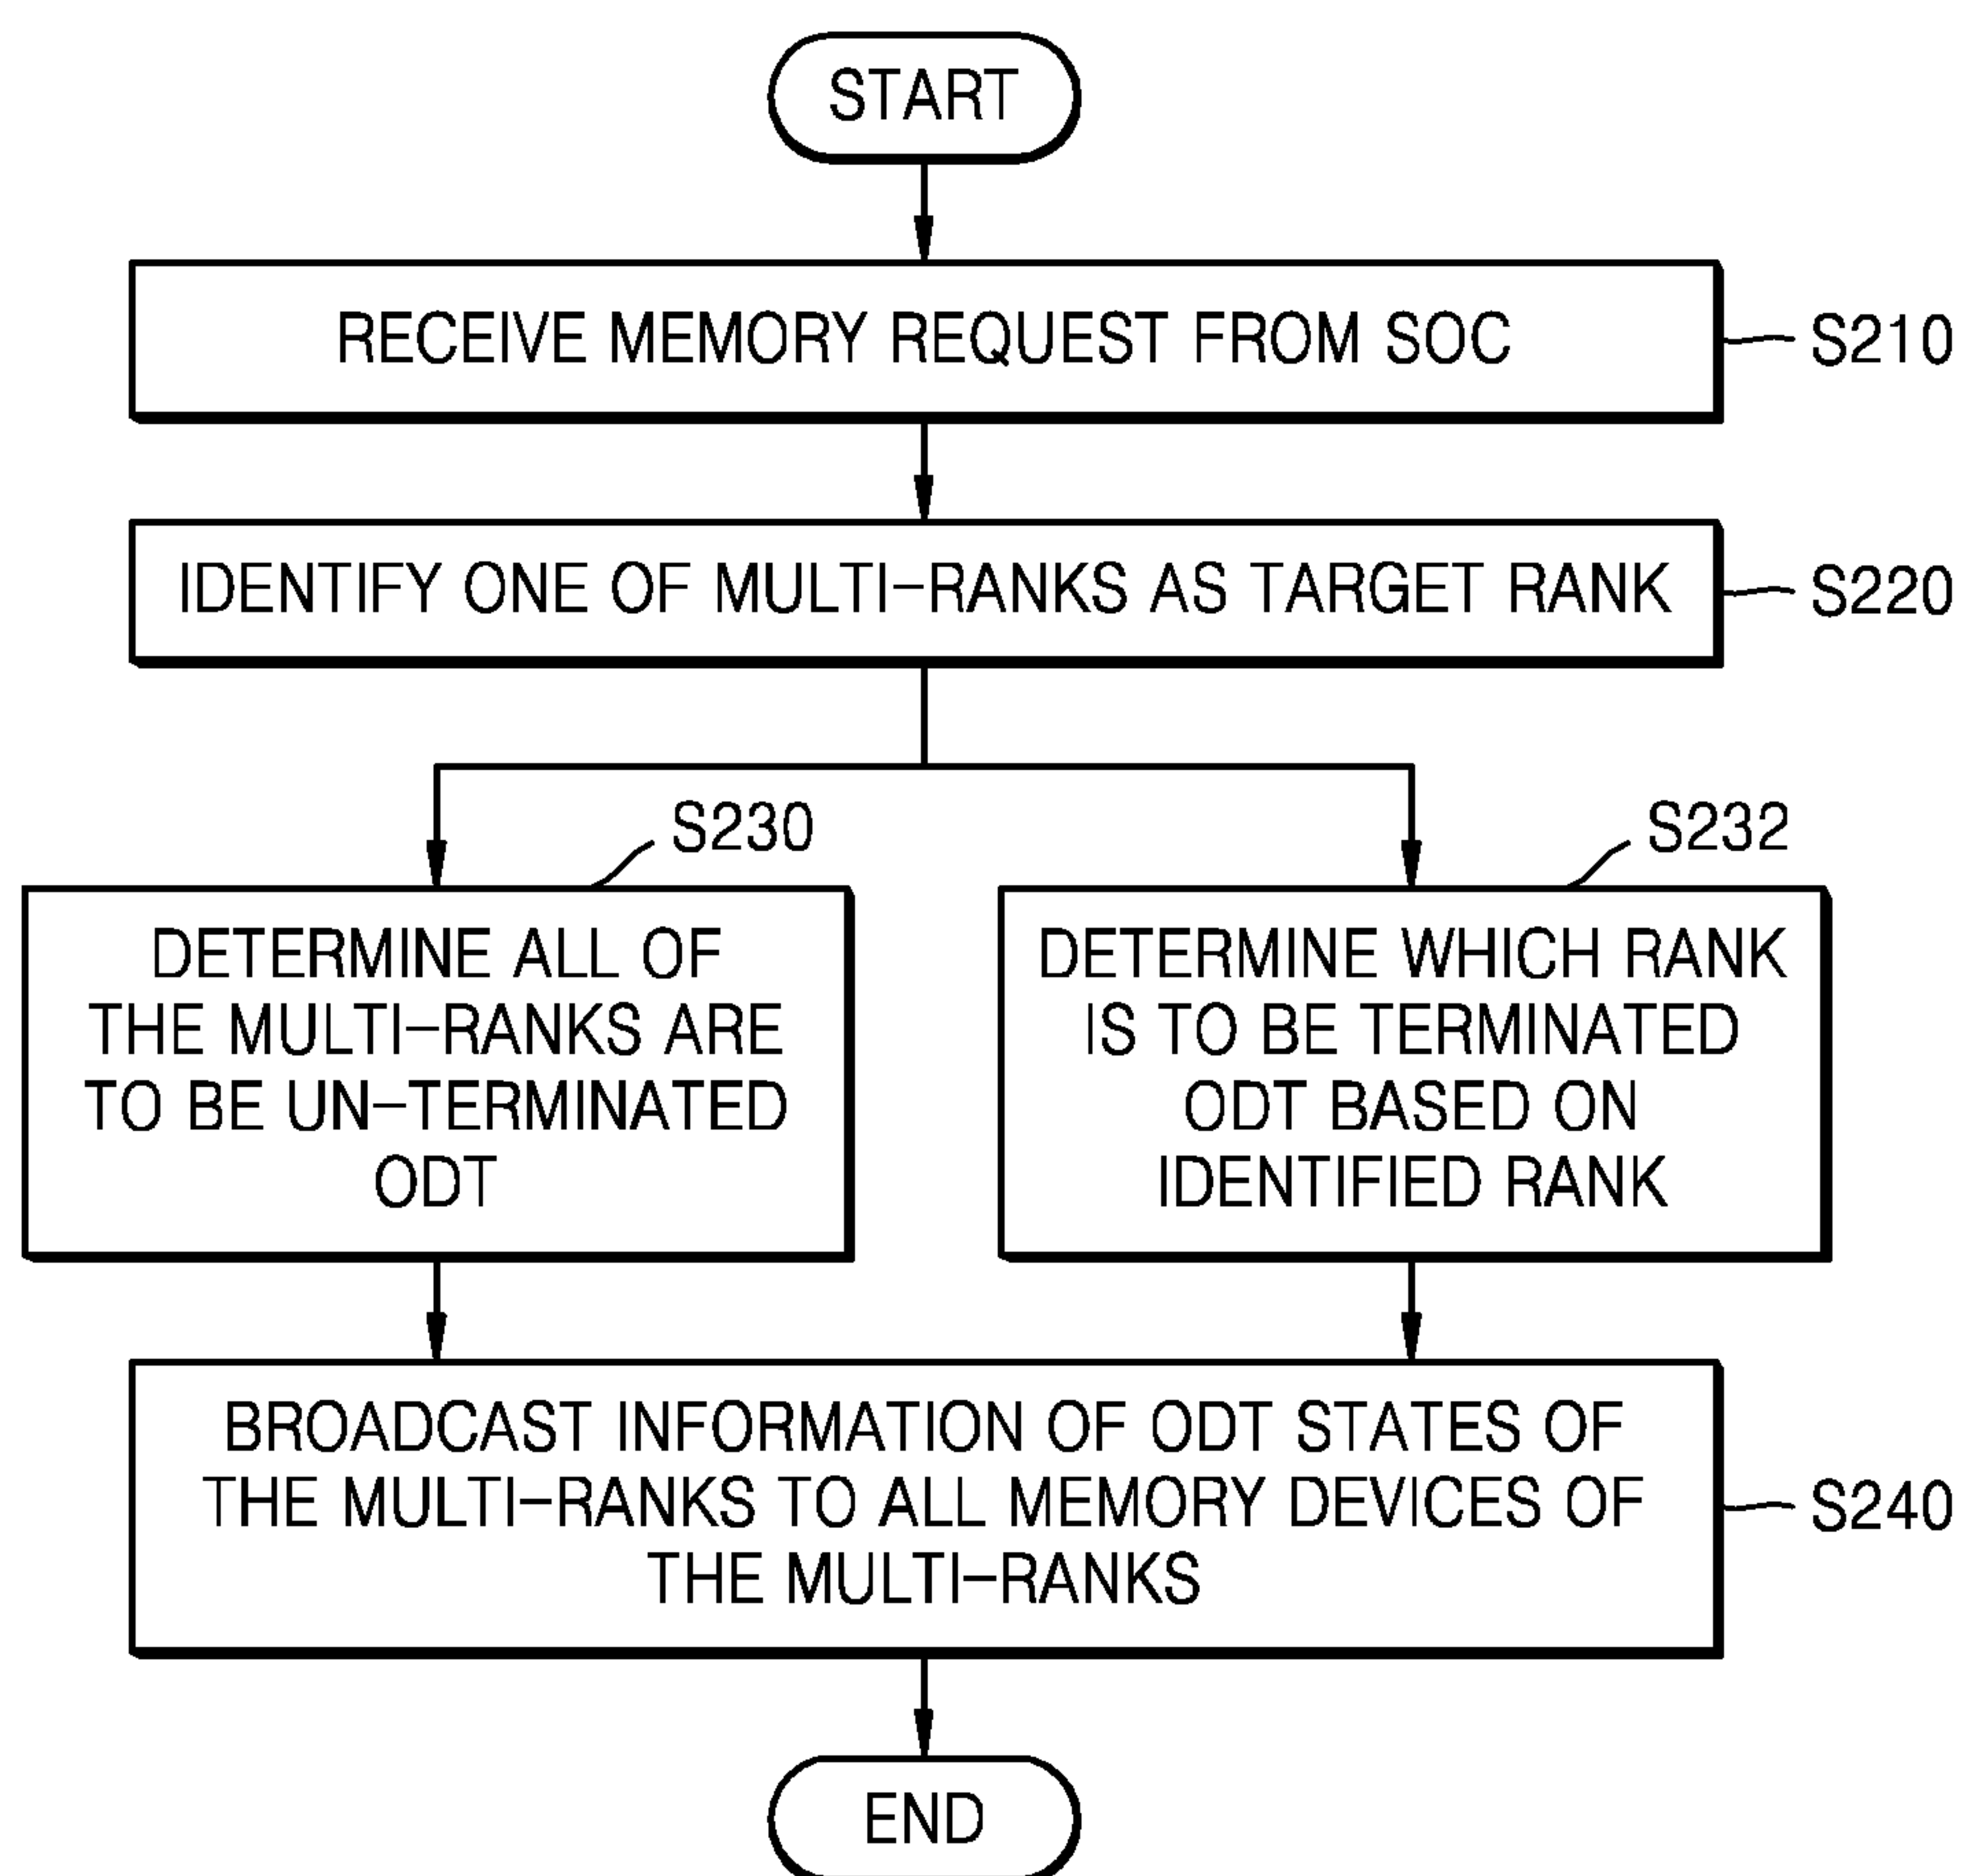 START
RECEIVE MEMORY REQUEST FROM SOC
S210
IDENTIFY ONE OF MULTI-RANKS AS TARGET RANK
S220
S230
DETERMINE ALL OF
THE MULTI-RANKS ARE
TO BE UN-TERMINATED
ODT
S232
DETERMINE WHICH RANK
IS TO BE TERMINATED
ODT BASED ON
IDENTIFIED RANK
BROADCAST INFORMATION OF ODT STATES OF
THE MULTI-RANKS TO ALL MEMORY DEVICES OF
THE MULTI-RANKS
S240
END